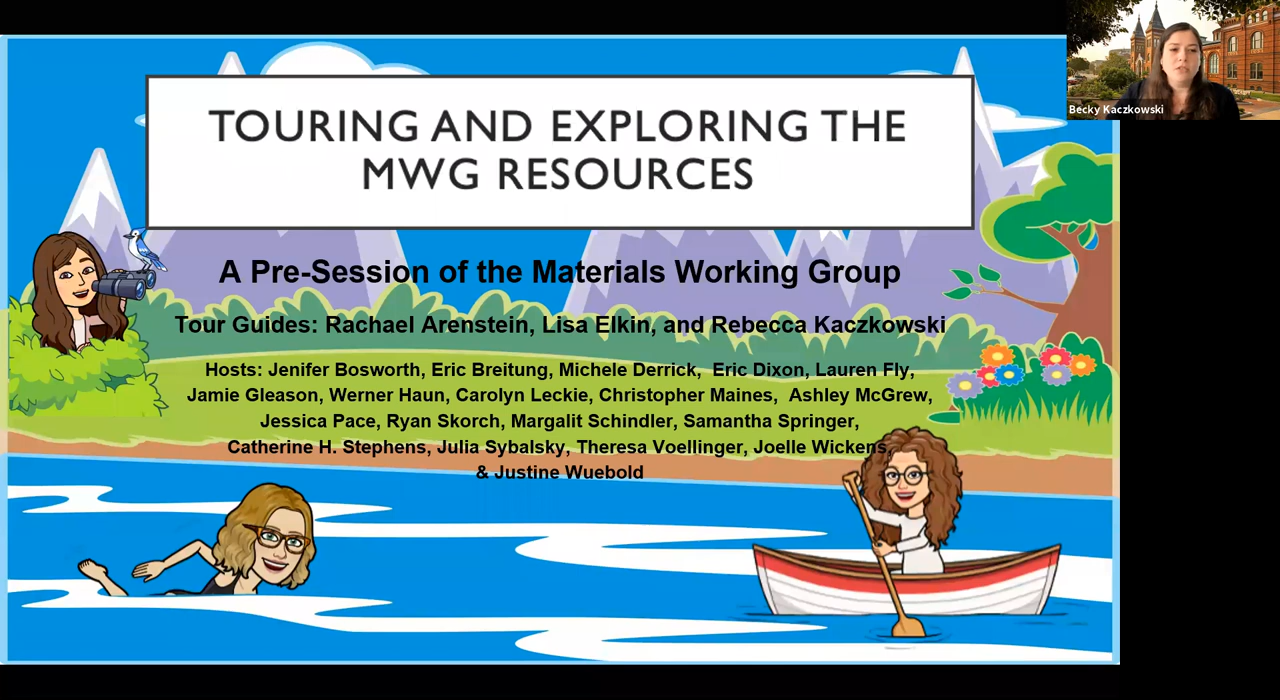 TOURING AND EXPLORING THE
MWG RESOURCES
A Pre-Session of the Materials Working Group
Tour Guides: Rachael Arenstein, Lisa Elkin, and Rebecca Kaczkowski
Hosts: Jenifer Bosworth, Eric Breitung, Michele Derrick, Eric Dixon, Lauren Fly,
Jamie Gleason, Werner Haun, Carolyn Leckie, Christopher Maines, Ashley McGrew,
Jessica Pace, Ryan Skorch, Margalit Schindler, Samantha Springer,
Catherine H. Stephens, Julia Sybalsky, Theresa Voellinger, Joelle Wickens,
& Justine Wuebold
Becky Kaczkowski